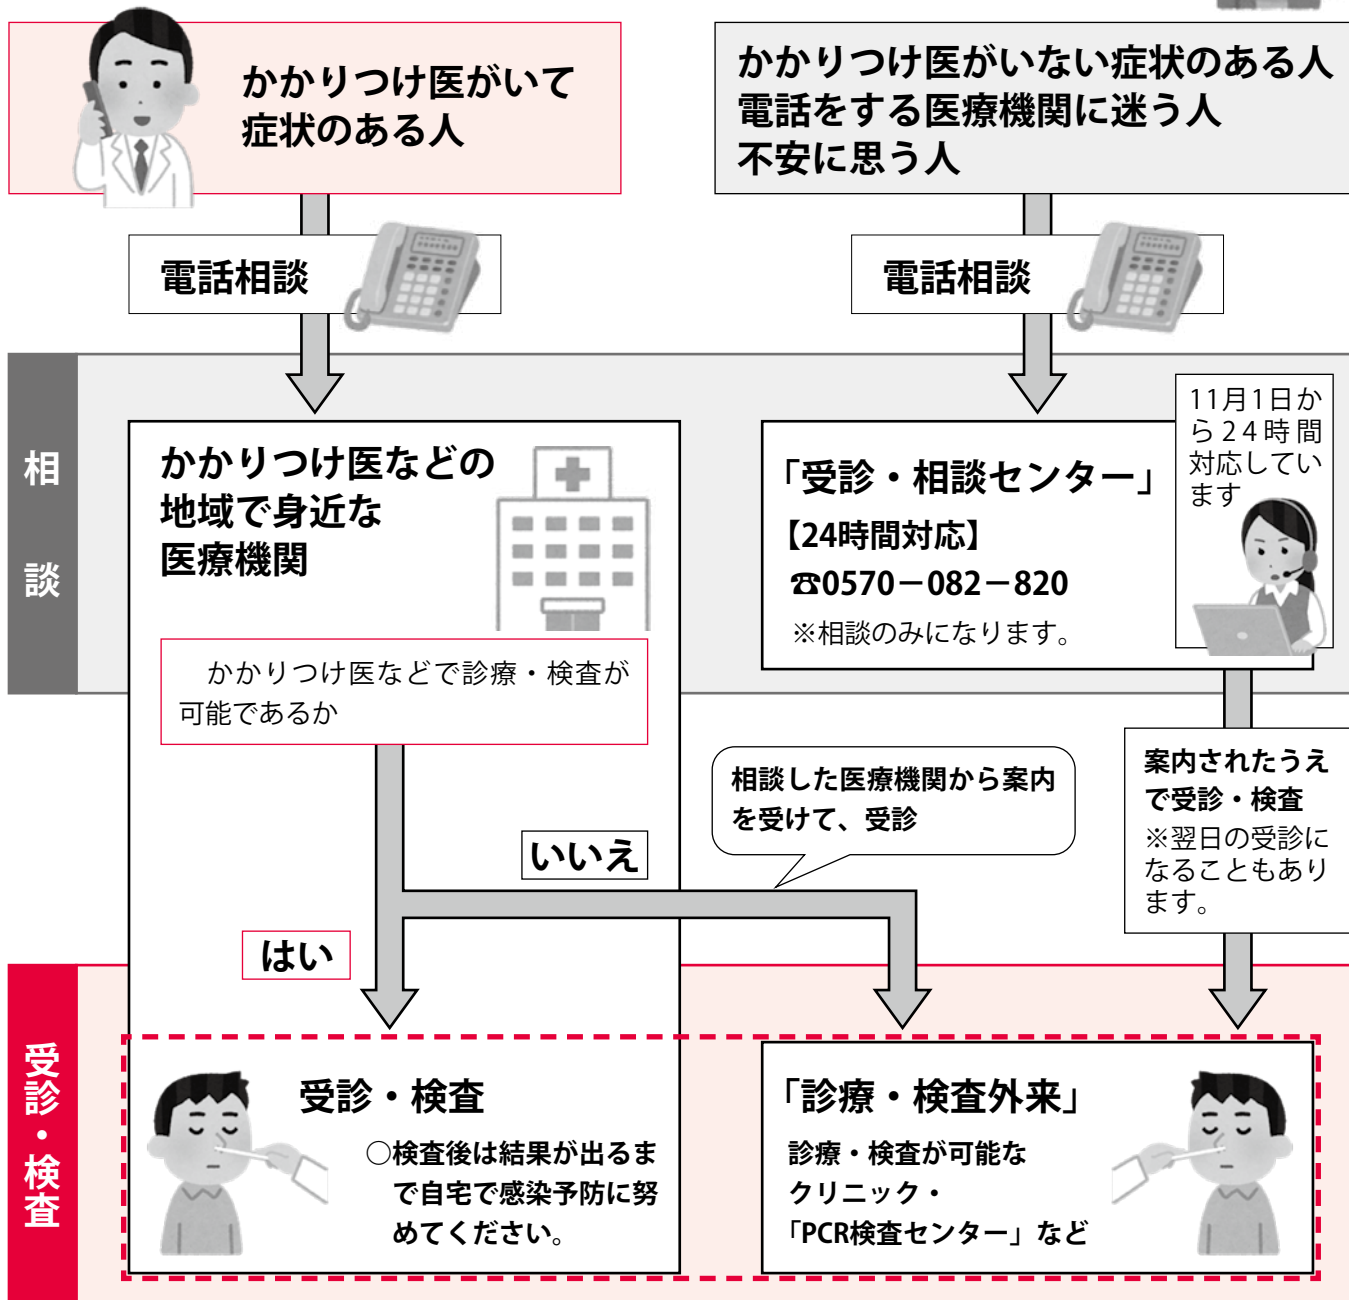 かかりつけ医がいて
症状のある人
かかりつけ医がいない症状のある人
電話をする医療機関に迷う人
不安に思う人
電話相談
電話相談
相談
かかりつけ医などの
地域で身近な
医療機関
かかりつけ医などで診療・検査が
可能であるか
「受診・相談センター」
【24時間対応】
☎0570－082－820
※相談のみになります。
11月1日か
ら24時間
対応してい
ます
いいえ
はい
相談した医療機関から案内
を受けて、受診
案内されたうえ
で受診・検査
※翌日の受診に
なることもあり
ます。
受診・検査
受診・検査
○検査後は結果が出るま
で自宅で感染予防に努
めてください。
「診療・検査外来」
診療・検査が可能な
クリニック・
「PCR検査センター」など